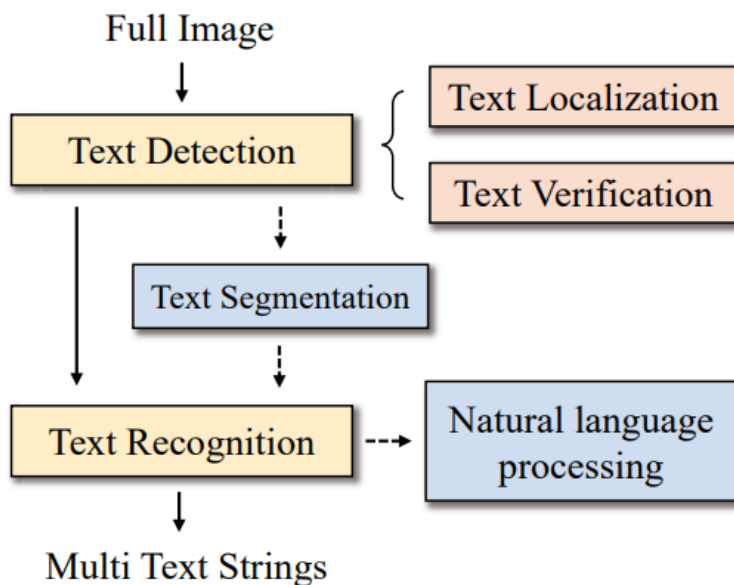 Full Image
Text Detection
Text Localization
Text Verification
Text Segmentation
Text Recognition
Natural language
processing
Multi Text Strings